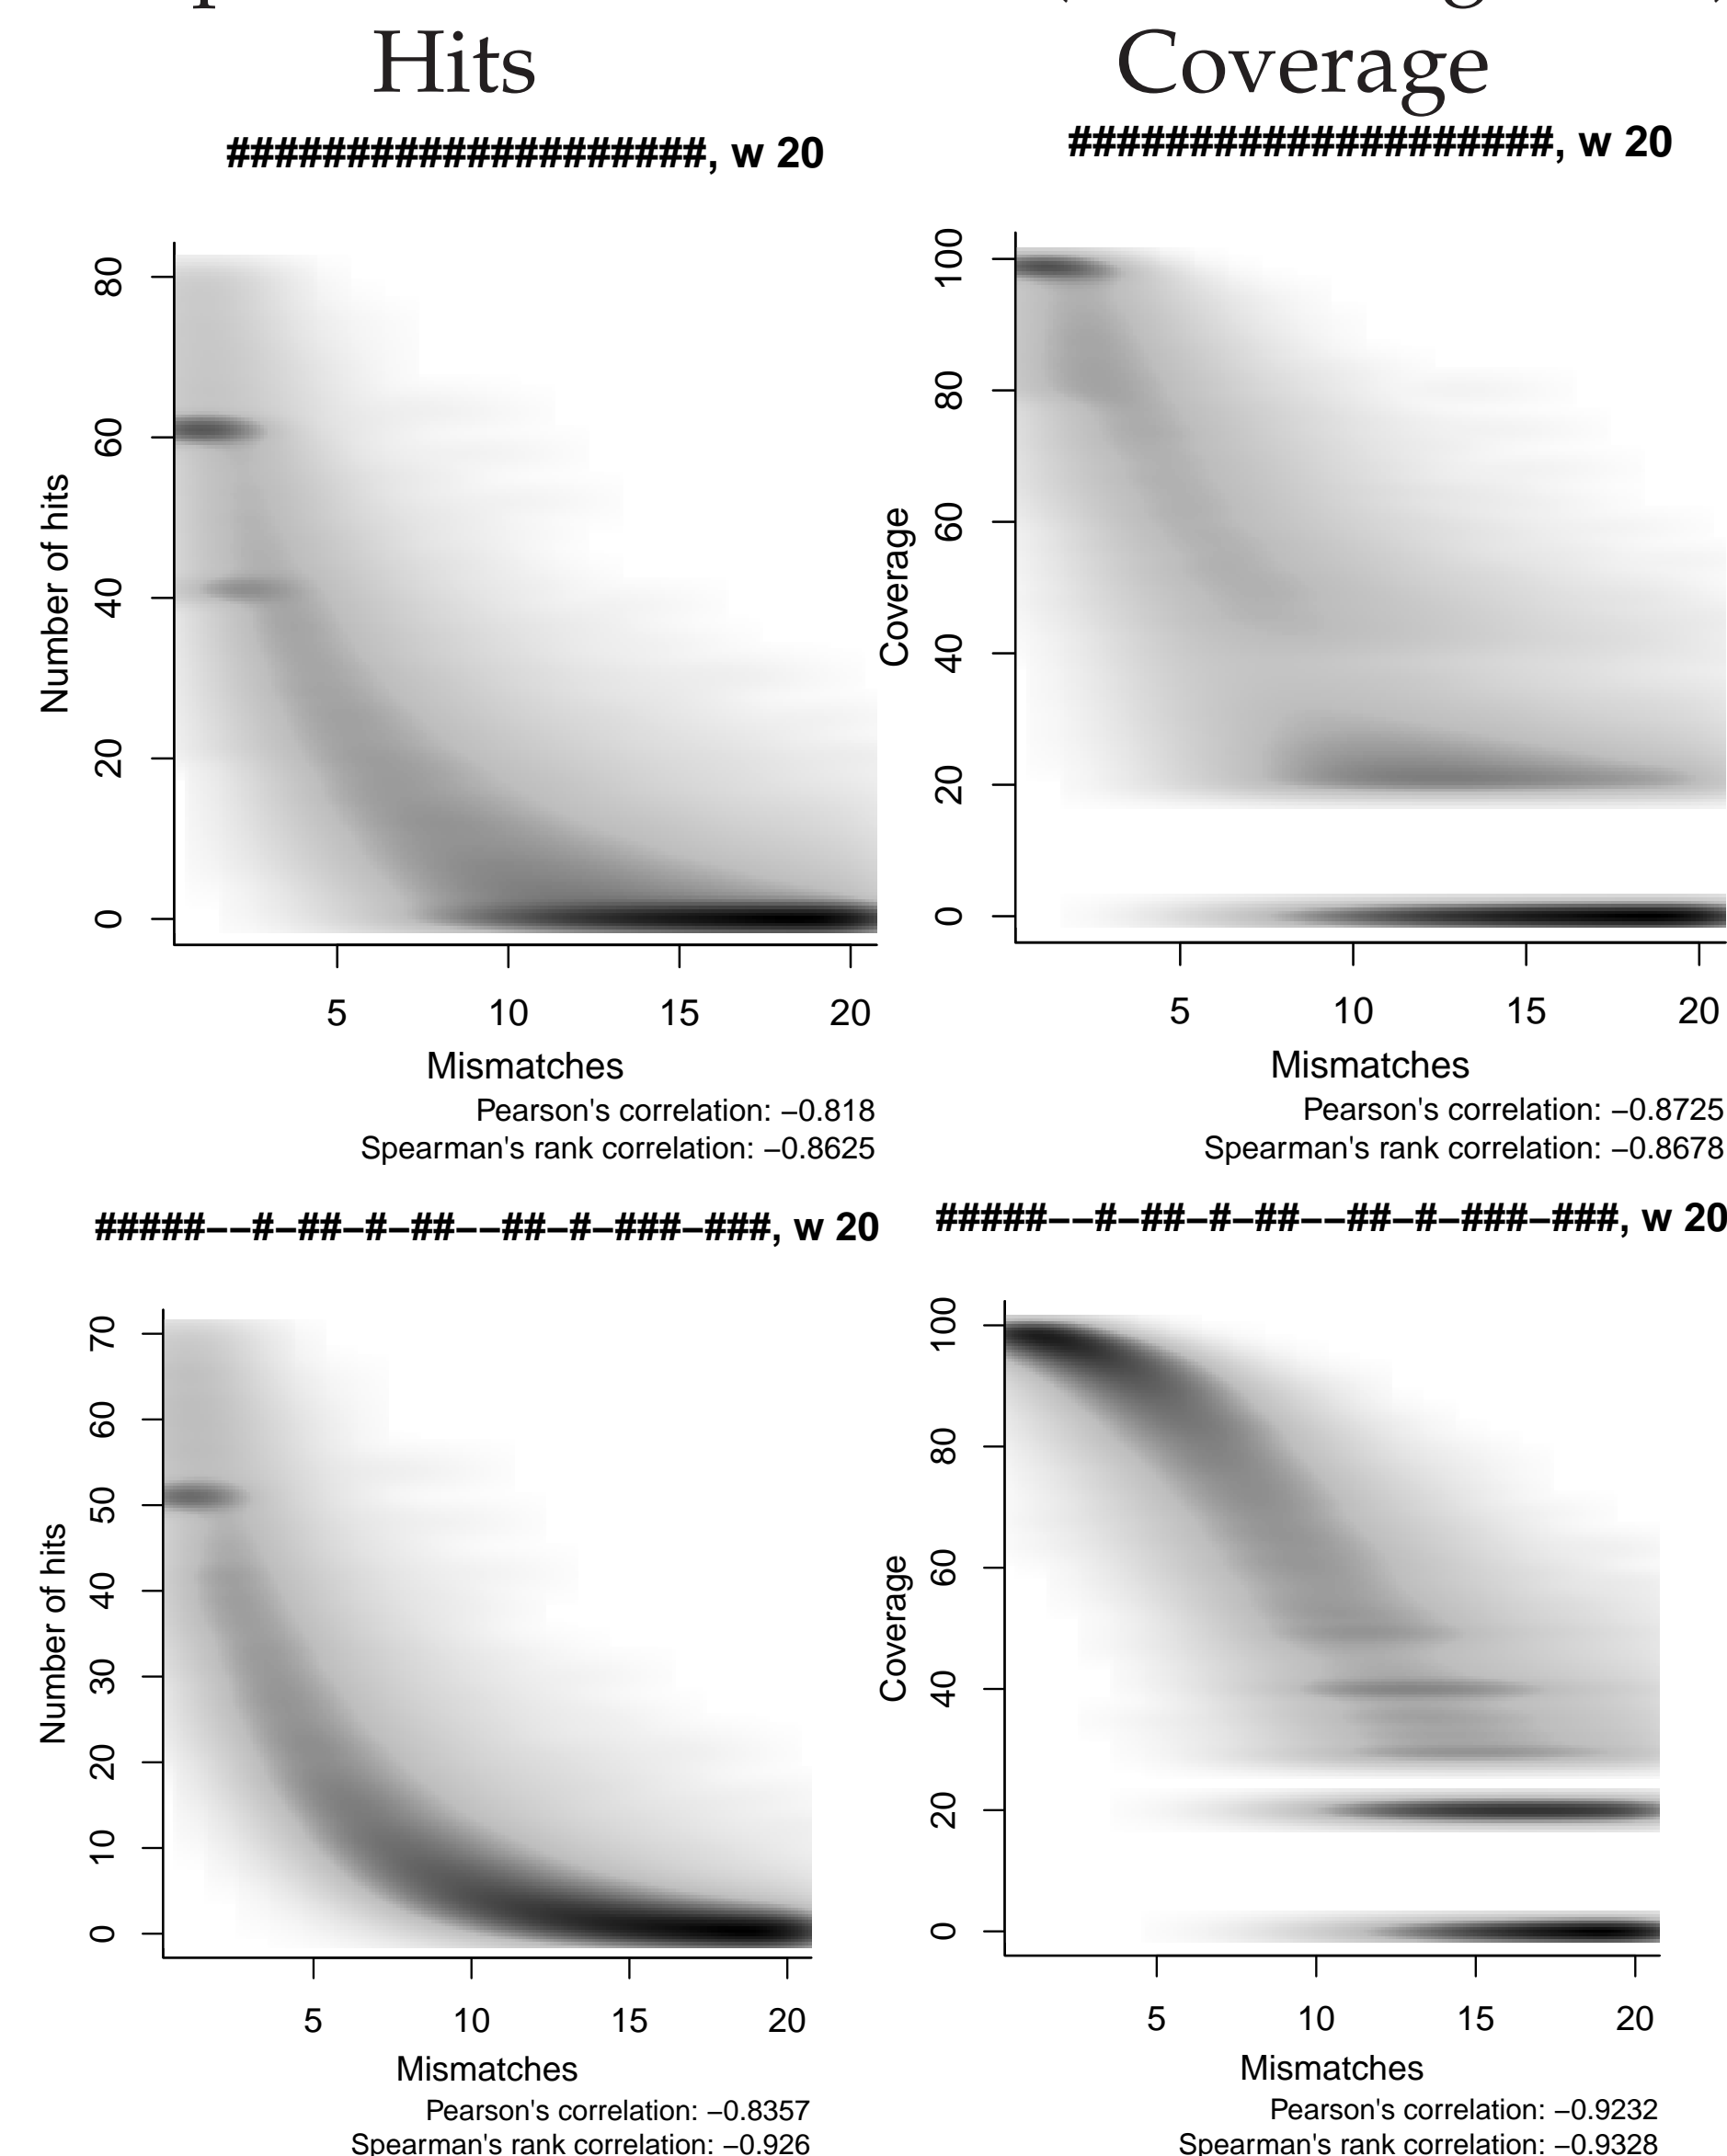 Hits
Coverage
####################, w 20
####################, w 20
Number of hits
80
60
40
20
0
5 10 15 20
Mismatches
Pearson's correlation: −0.818
Spearman's rank correlation: −0.8625
Coverage
100
80
60
40
20
0
5 10 15 20
Mismatches
Pearson's correlation: −0.8725
Spearman's rank correlation: −0.8678
#####−−#−##−#−##−−##−#−###−###, w 20
#####−−#−##−#−##−−##−#−###−###, w 20
Number of hits
70
60
50
40
30
20
10
0
5 10 15 20
Mismatches
Pearson's correlation: −0.8357
Spearman's rank correlation: −0.926
Coverage
100
80
60
40
20
0
5 10 15 20
Mismatches
Pearson's correlation: −0.9232
Spearman's rank correlation: −0.9328